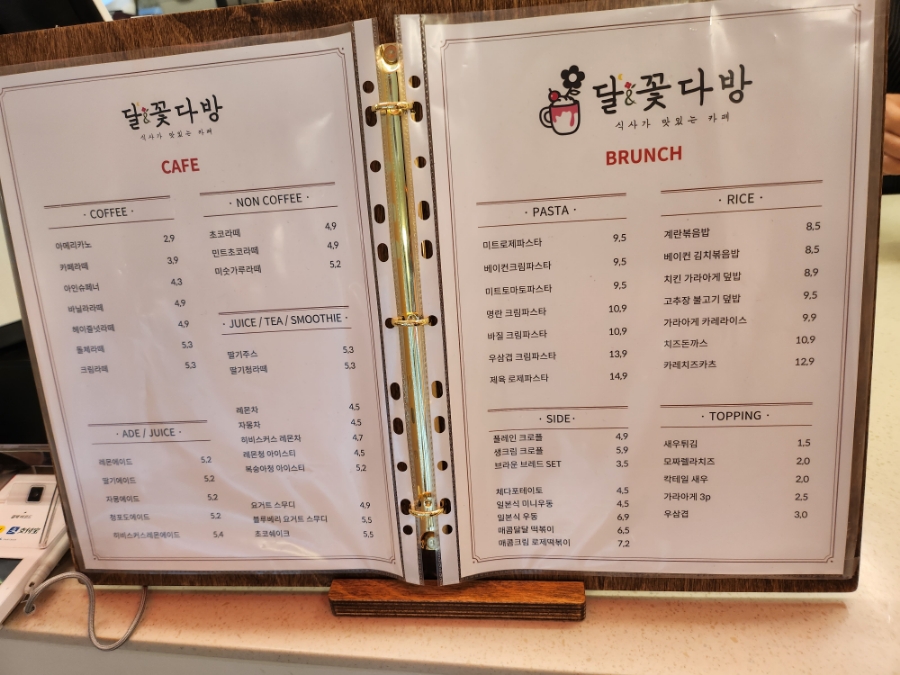 달꽃다방
식사가 맛있는 카페
CAFE
· COFFEE ·
아메리카노 2,9
카페라떼 3,9
아인슈페너 4,3
바닐라라떼 4,9
헤이즐넛라떼 4,9
돌체라떼 5,3
크림라떼 5,3
· ADE / JUICE ·
레몬에이드 5,2
딸기에이드 5,2
자몽에이드 5,2
청포도에이드 5,2
히비스커스레몬에이드 5,4
· NON COFFEE ·
초코라떼 4,9
민트초코라떼 4,9
미숫가루라떼 5,2
· JUICE / TEA / SMOOTHIE ·
딸기주스 5,3
딸기청라떼 5,3
레몬차 4,5
자몽차 4,5
히비스커스 레몬차 4,7
레몬청 아이스티 4,5
복숭아청 아이스티 5,2
요거트 스무디 4,9
블루베리 요거트 스무디 5,5
초코쉐이크 5,5
달꽃다방
식사가 맛있는 카페
BRUNCH
· PASTA ·
미트로제파스타 9,5
베이컨크림파스타 9,5
미트토마토파스타 9,5
명란 크림파스타 10,9
바질 크림파스타 10,9
우삼겹 크림파스타 13,9
제육 로제파스타 14,9
· SIDE ·
플레인 크로플 4,9
생크림 크로플 5,9
브라운 브레드 SET 3,5
체다포테이토 4,5
일본식 미니우동 4,5
일본식 우동 6,9
매콤달달 떡볶이 6,5
매콤크림 로제떡볶이 7,2
· RICE ·
계란볶음밥 8,5
베이컨 김치볶음밥 8,5
치킨 가라아게 덮밥 8,9
고추장 불고기 덮밥 9,5
가라아게 카레라이스 9,9
치즈돈까스 10,9
카레치즈카츠 12,9
· TOPPING ·
새우튀김 1,5
모짜렐라치즈 2,0
칵테일 새우 2,0
가라아게 3p 2,5
우삼겹 3,0